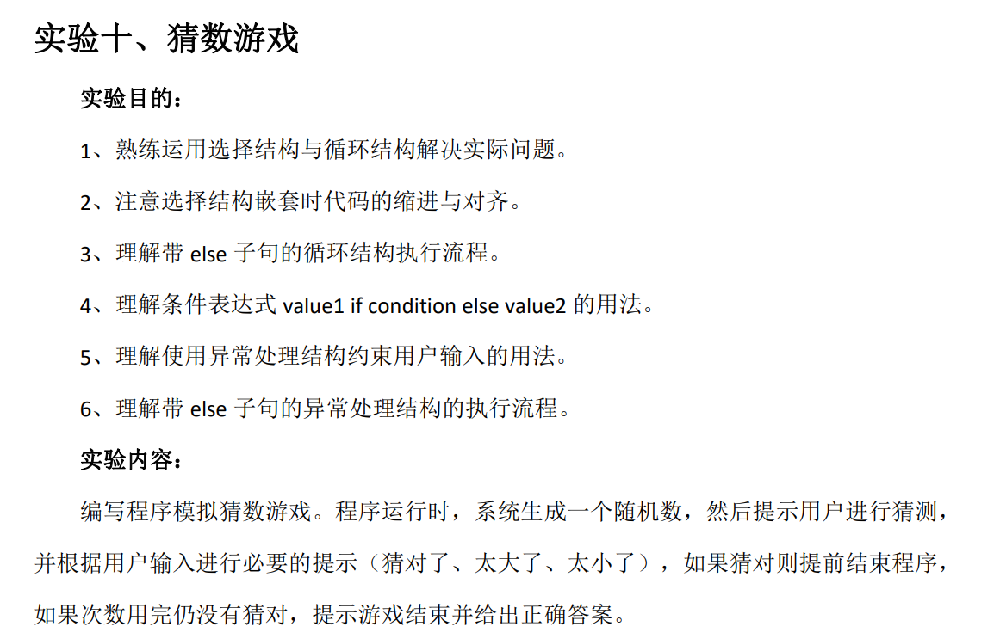 实验十、猜数游戏
实验目的：
1、熟练运用选择结构与循环结构解决实际问题。
2、注意选择结构嵌套时代码的缩进与对齐。
3、理解带 else 子句的循环结构执行流程。
4、理解条件表达式 value1 if condition else value2 的用法。
5、理解使用异常处理结构约束用户输入的用法。
6、理解带 else 子句的异常处理结构的执行流程。
实验内容：
编写程序模拟猜数游戏。程序运行时，系统生成一个随机数，然后提示用户进行猜测，
并根据用户输入进行必要的提示（猜对了、太大了、太小了），如果猜对则提前结束程序，
如果次数用完仍没有猜对，提示游戏结束并给出正确答案。